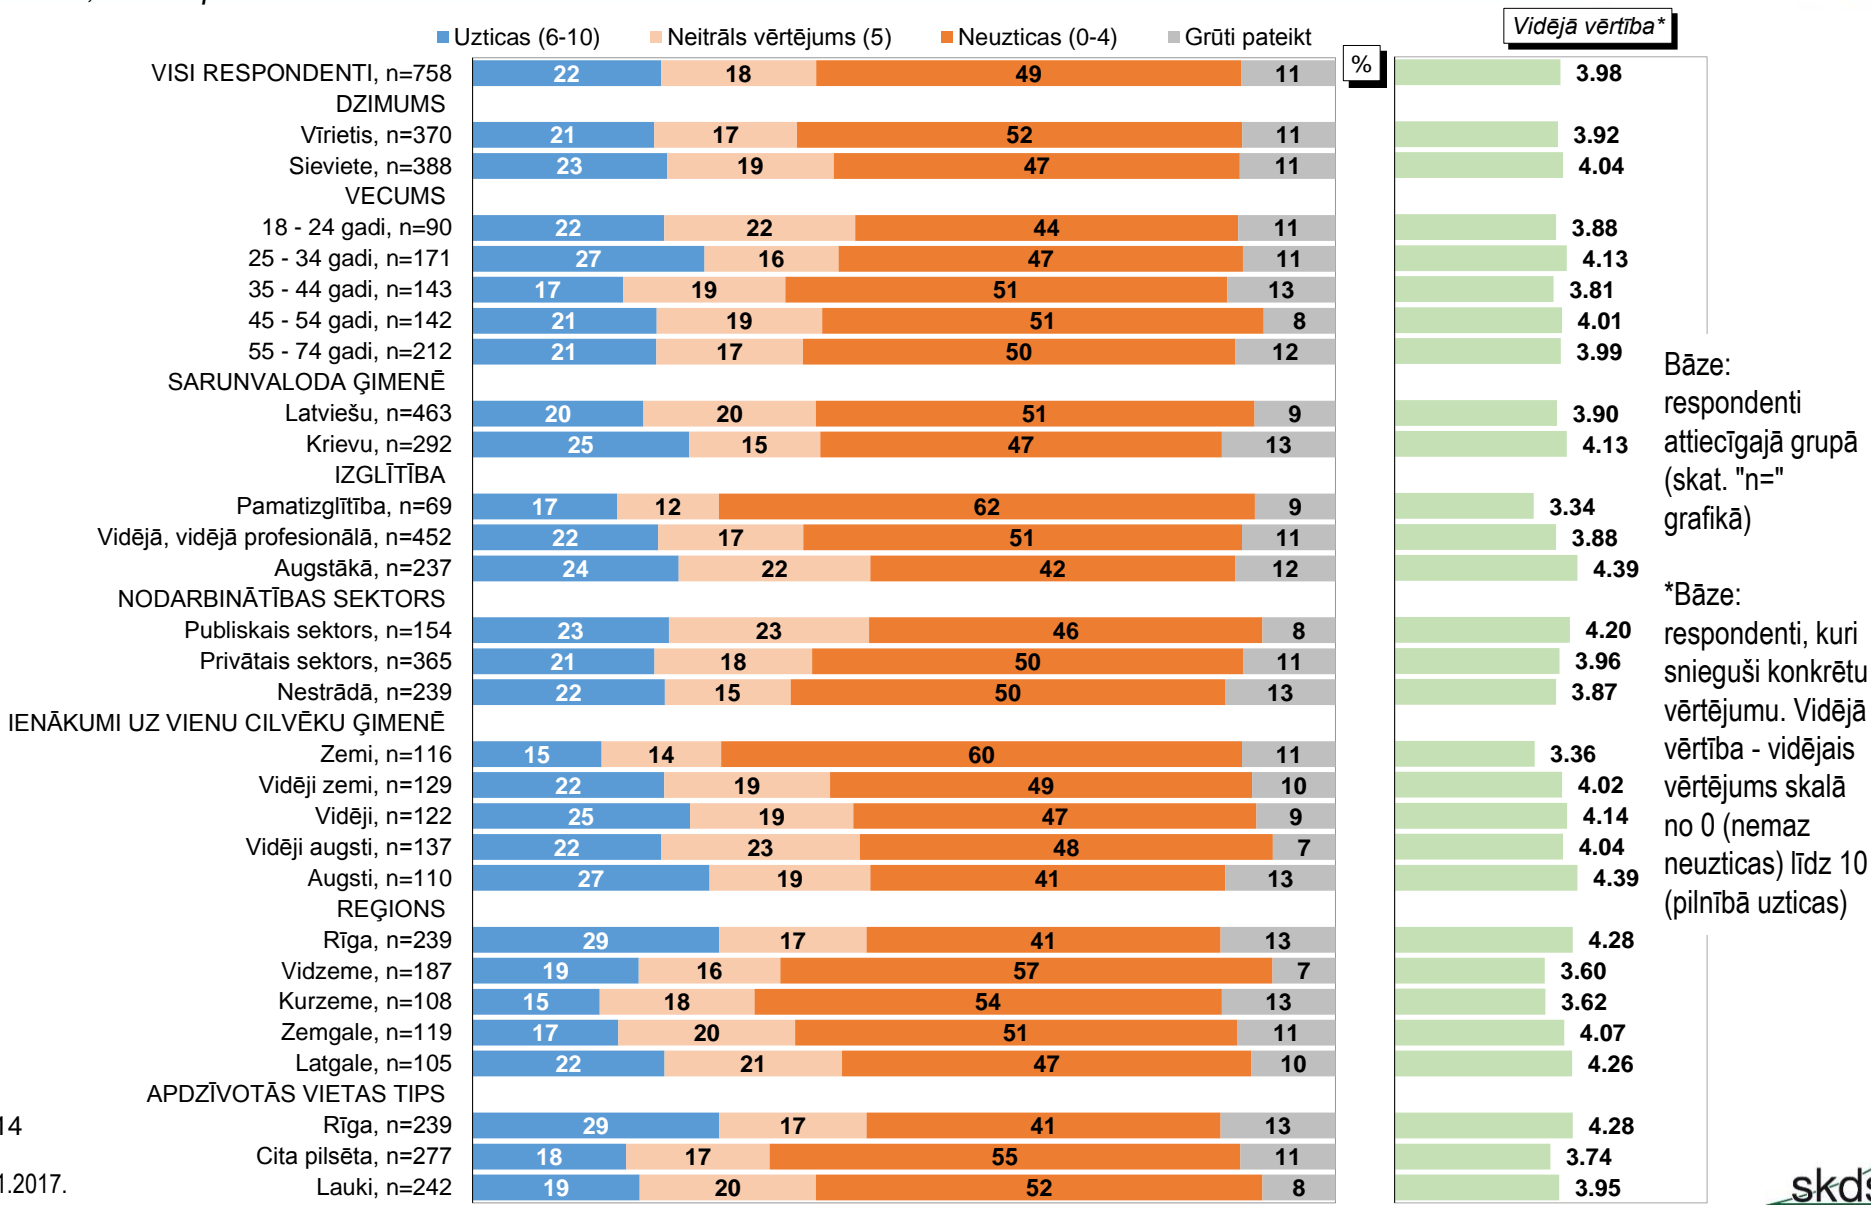 Uzticas (6-10) Neitrāls vērtējums (5) Neuzticas (0-4) Grūti pateikt
Vidējā vērtība*
%
VISI RESPONDENTI, n=758 22 18 49 11 3.98
DZIMUMS
Vīrietis, n=370 21 17 52 11 3.92
Sieviete, n=388 23 19 47 11 4.04
VECUMS
18 - 24 gadi, n=90 22 22 44 11 3.88
25 - 34 gadi, n=171 27 16 47 11 4.13
35 - 44 gadi, n=143 17 19 51 13 3.81
45 - 54 gadi, n=142 21 19 51 8 4.01
55 - 74 gadi, n=212 21 17 50 12 3.99
SARUNVALODA ĢIMENĒ
Latviešu, n=463 20 20 51 9 3.90
Krievu, n=292 25 15 47 13 4.13
IZGLĪTĪBA
Pamatizglītība, n=69 17 12 62 9 3.34
Vidējā, vidējā profesionālā, n=452 22 17 51 11 3.88
Augstākā, n=237 24 22 42 12 4.39
NODARBINĀTĪBAS SEKTORS
Publiskais sektors, n=154 23 23 46 8 4.20
Privātais sektors, n=365 21 18 50 11 3.96
Nestrādā, n=239 22 15 50 13 3.87
IENĀKUMI UZ VIENU CILVĒKU ĢIMENĒ
Zemi, n=116 15 14 60 11 3.36
Vidēji zemi, n=129 22 19 49 10 4.02
Vidēji, n=122 25 19 47 9 4.14
Vidēji augsti, n=137 22 23 48 7 4.04
Augsti, n=110 27 19 41 13 4.39
REĢIONS
Rīga, n=239 29 17 41 13 4.28
Vidzeme, n=187 19 16 57 7 3.60
Kurzeme, n=108 15 18 54 13 3.62
Zemgale, n=119 17 20 51 11 4.07
Latgale, n=105 22 21 47 10 4.26
APDZĪVOTĀS VIETAS TIPS
Rīga, n=239 29 17 41 13 4.28
Cita pilsēta, n=277 18 17 55 11 3.74
Lauki, n=242 19 20 52 8 3.95
Bāze:
respondenti
attiecīgajā grupā
(skat. "n="
grafikā)
*Bāze:
respondenti, kuri
snieguši konkrētu
vērtējumu. Vidējā
vērtība - vidējais
vērtējums skalā
no 0 (nemaz
neuzticas) līdz 10
(pilnībā uzticas)
14
1.2017.
skds